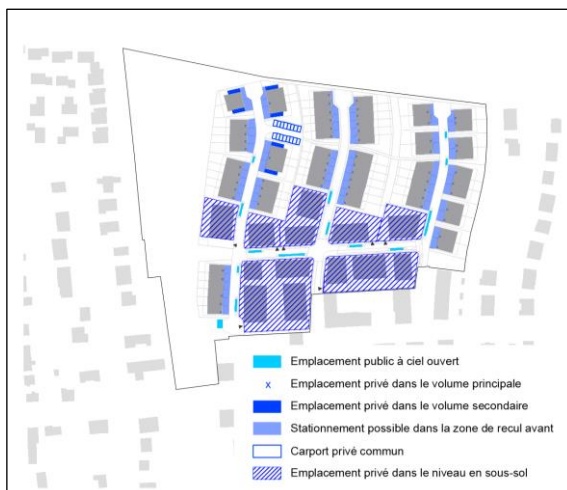 Emplacement public à ciel ouvert
x Emplacement privé dans le volume principale
Emplacement privé dans le volume secondaire
Stationnement possible dans la zone de recul avant
Carport privé commun
Emplacement privé dans le niveau en sous-sol